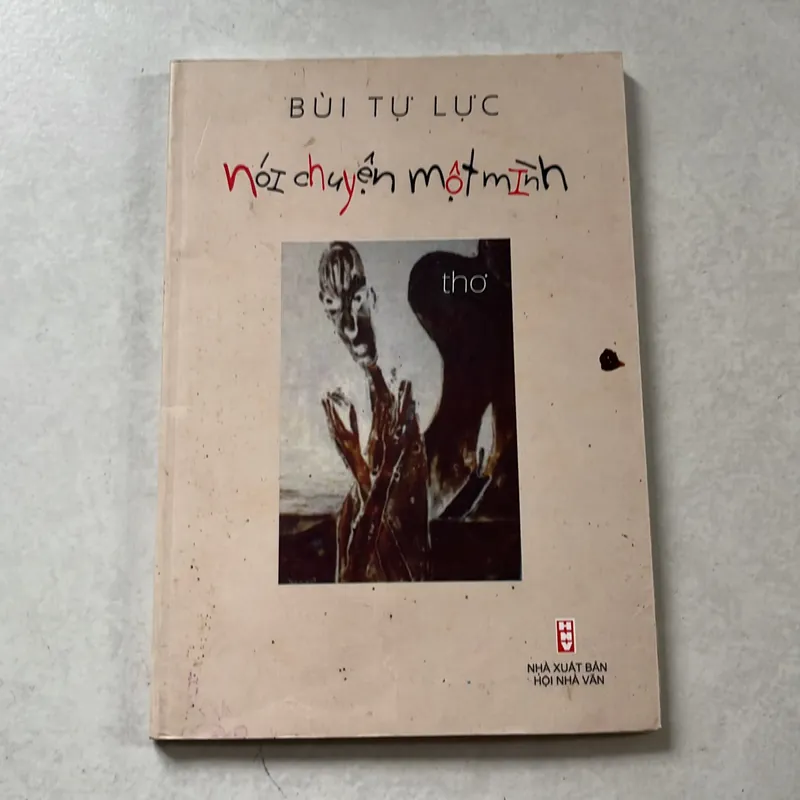 BÙI TỰ LỰC
nói chuyện một mình
thơ
NHÀ XUẤT BẢN
HỘI NHÀ VĂN